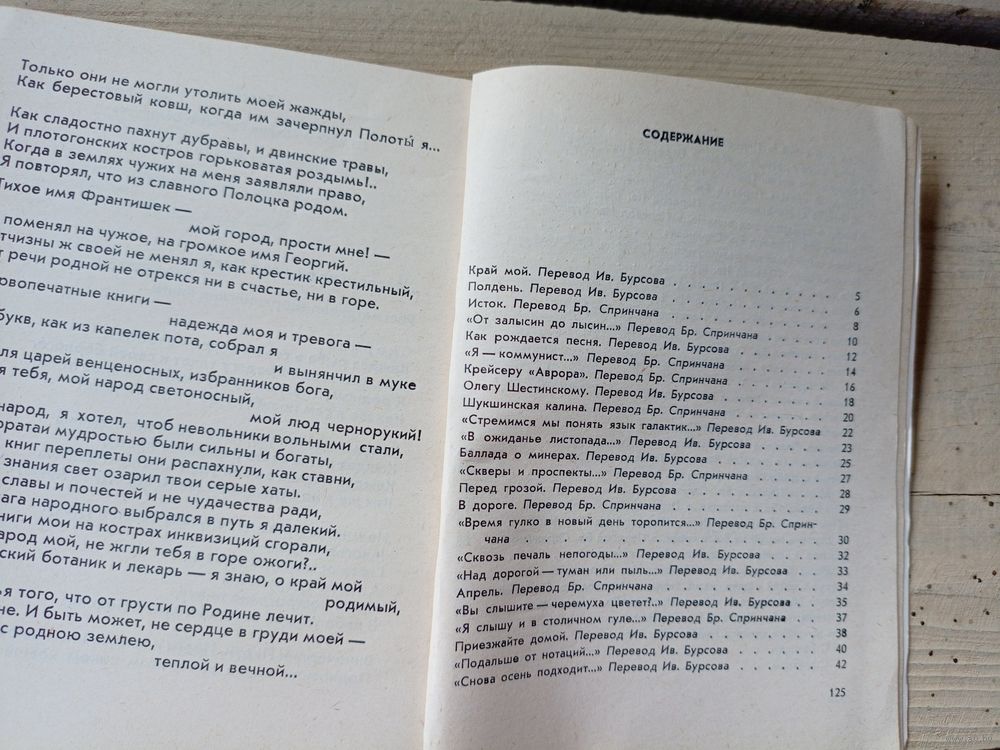 Только они не могли утолить моей жажды,
Как берестовый ковш, когда им зачерпнул Полоты́ я...
Как сладостно пахнут дубравы, и двинские травы,
И плотогонских костров горьковатая роздымь!..
Когда в землях чужих на меня заявляли право,
Я повторял, что из славного Полоцка родом.
Тихое имя Франтишек —
мой город, прости мне! —
поменял на чужое, на громкое имя Георгий.
тчизны ж своей не менял я, как крестик крестильный,
т речи родной не отрекся ни в счастье, ни в горе.
рвопечатные книги —
надежда моя и тревога —
букв, как из капелек пота, собрал я
и вынянчил в муке
ля царей венценосных, избранников бога,
я тебя, мой народ светоносный,
мой люд чернорукий!
народ, я хотел, чтоб невольники вольными стали,
оратаи мудростью были сильны и богаты,
книг переплеты они распахнули, как ставни,
знания свет озарил твои серые хаты.
славы и почестей и не чудачества ради,
ага народного выбрался в путь я далекий.
ниги мои на кострах инквизиций сгорали,
арод мой, не жгли тебя в горе ожоги?..
ский ботаник и лекарь — я знаю, о край мой
родимый,
ья того, что от грусти по Родине лечит.
не. И быть может, не сердце в груди моей —
с родною землею,
теплой и вечной...
СОДЕРЖАНИЕ
Край мой. Перевод Ив. Бурсова . . . . . . . . . . 5
Полдень. Перевод Ив. Бурсова . . . . . . . . . . 6
Исток. Перевод Бр. Спринчана . . . . . . . . . . 8
«От залысин до лысин...» Перевод Бр. Спринчана . . . . 10
Как рождается песня. Перевод Ив. Бурсова . . . . . . 12
«Я — коммунист...» Перевод Бр. Спринчана . . . . . . 14
Крейсеру «Аврора». Перевод Бр. Спринчана . . . . . . 16
Олегу Шестинскому. Перевод Ив. Бурсова . . . . . . 18
Шукшинская калина. Перевод Бр. Спринчана . . . . . . 20
«Стремимся мы понять язык галактик...» Перевод Ив. Бурсова 22
«В ожиданье листопада...» Перевод Ив. Бурсова . . . . 23
Баллада о минерах. Перевод Ив. Бурсова . . . . . . 25
«Скверы и проспекты...» Перевод Бр. Спринчана . . . . 27
Перед грозой. Перевод Ив. Бурсова . . . . . . . . 28
В дороге. Перевод Бр. Спринчана . . . . . . . . . 29
«Время гулко в новый день торопится...» Перевод Бр. Сприн-
чана . . . . . . . . . . . . . . . 30
«Сквозь печаль непогоды...» Перевод Ив. Бурсова . . . . 32
«Над дорогой — туман или пыль...» Перевод Ив. Бурсова . . 33
Апрель. Перевод Бр. Спринчана . . . . . . . . . . 34
«Вы слышите — черемуха цветет?..» Перевод Ив. Бурсова . . 35
«Я слышу и в столичном гуле...» Перевод Бр. Спринчана . . 37
Приезжайте домой. Перевод Ив. Бурсова . . . . . . . 38
«Подальше от нотаций...» Перевод Ив. Бурсова . . . . . 40
«Снова осень подходит...» Перевод Ив. Бурсова . . . . . 42
125